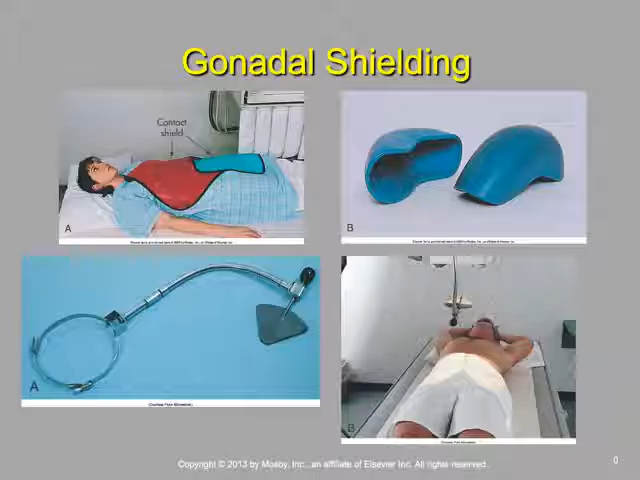 Gonadal Shielding
Contact
shield
A
B
A
B
Copyright © 2013 by Mosby, Inc., an affiliate of Elsevier Inc. All rights reserved.
0